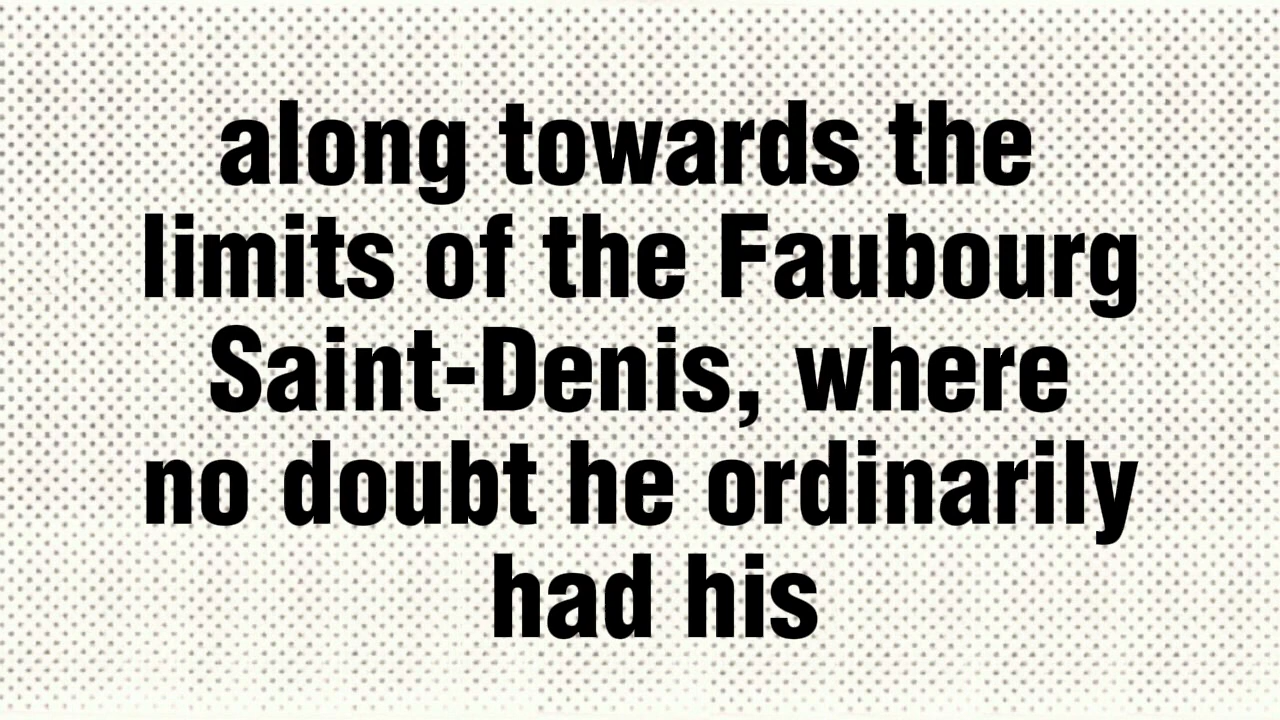 along towards the
limits of the Faubourg
Saint-Denis, where
no doubt he ordinarily
had his